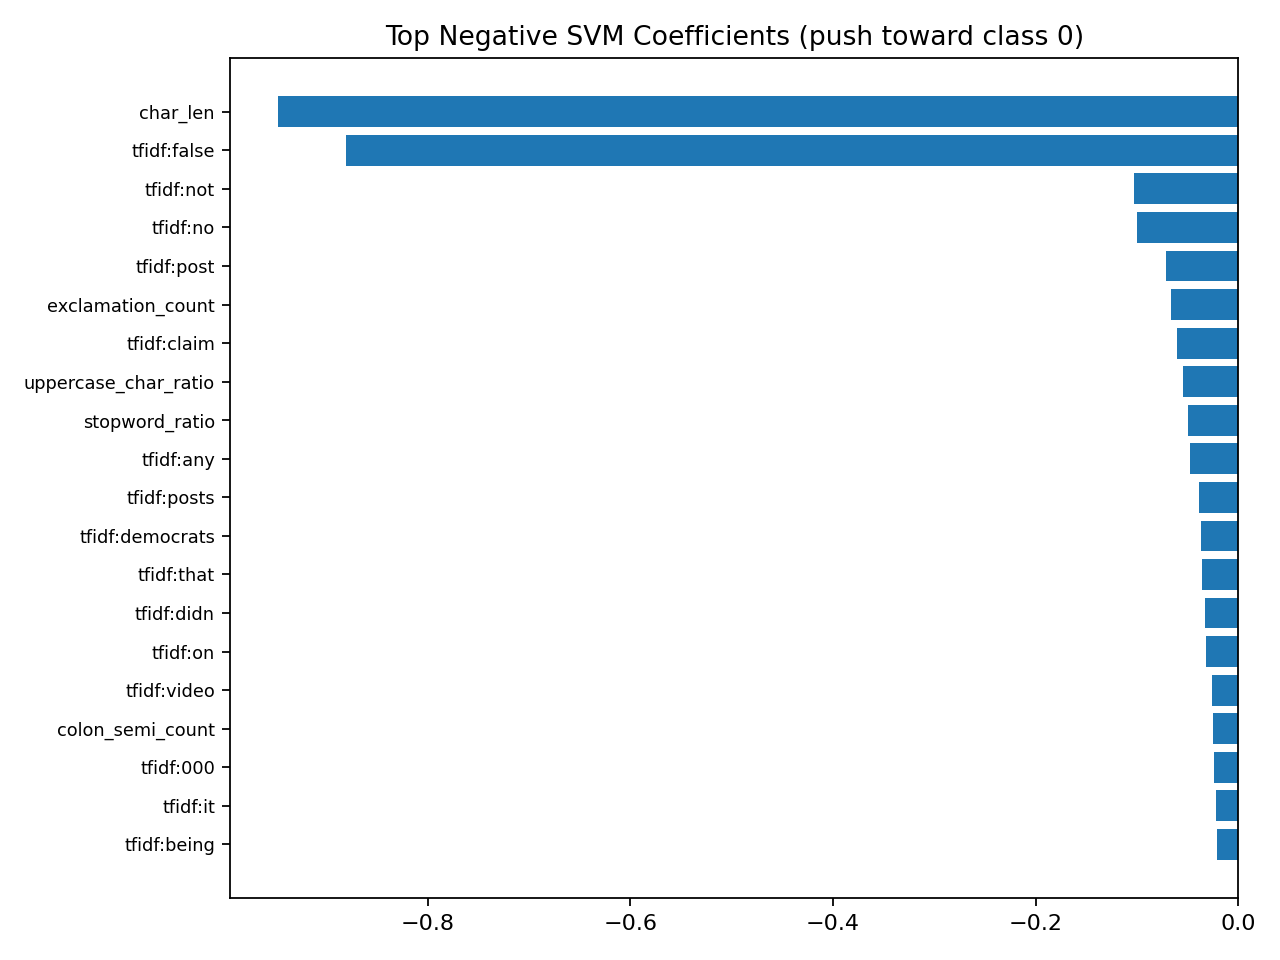 Top Negative SVM Coefficients (push toward class 0)
char_len
tfidf:false
tfidf:not
tfidf:no
tfidf:post
exclamation_count
tfidf:claim
uppercase_char_ratio
stopword_ratio
tfidf:any
tfidf:posts
tfidf:democrats
tfidf:that
tfidf:didn
tfidf:on
tfidf:video
colon_semi_count
tfidf:000
tfidf:it
tfidf:being
−0.8 −0.6 −0.4 −0.2 0.0